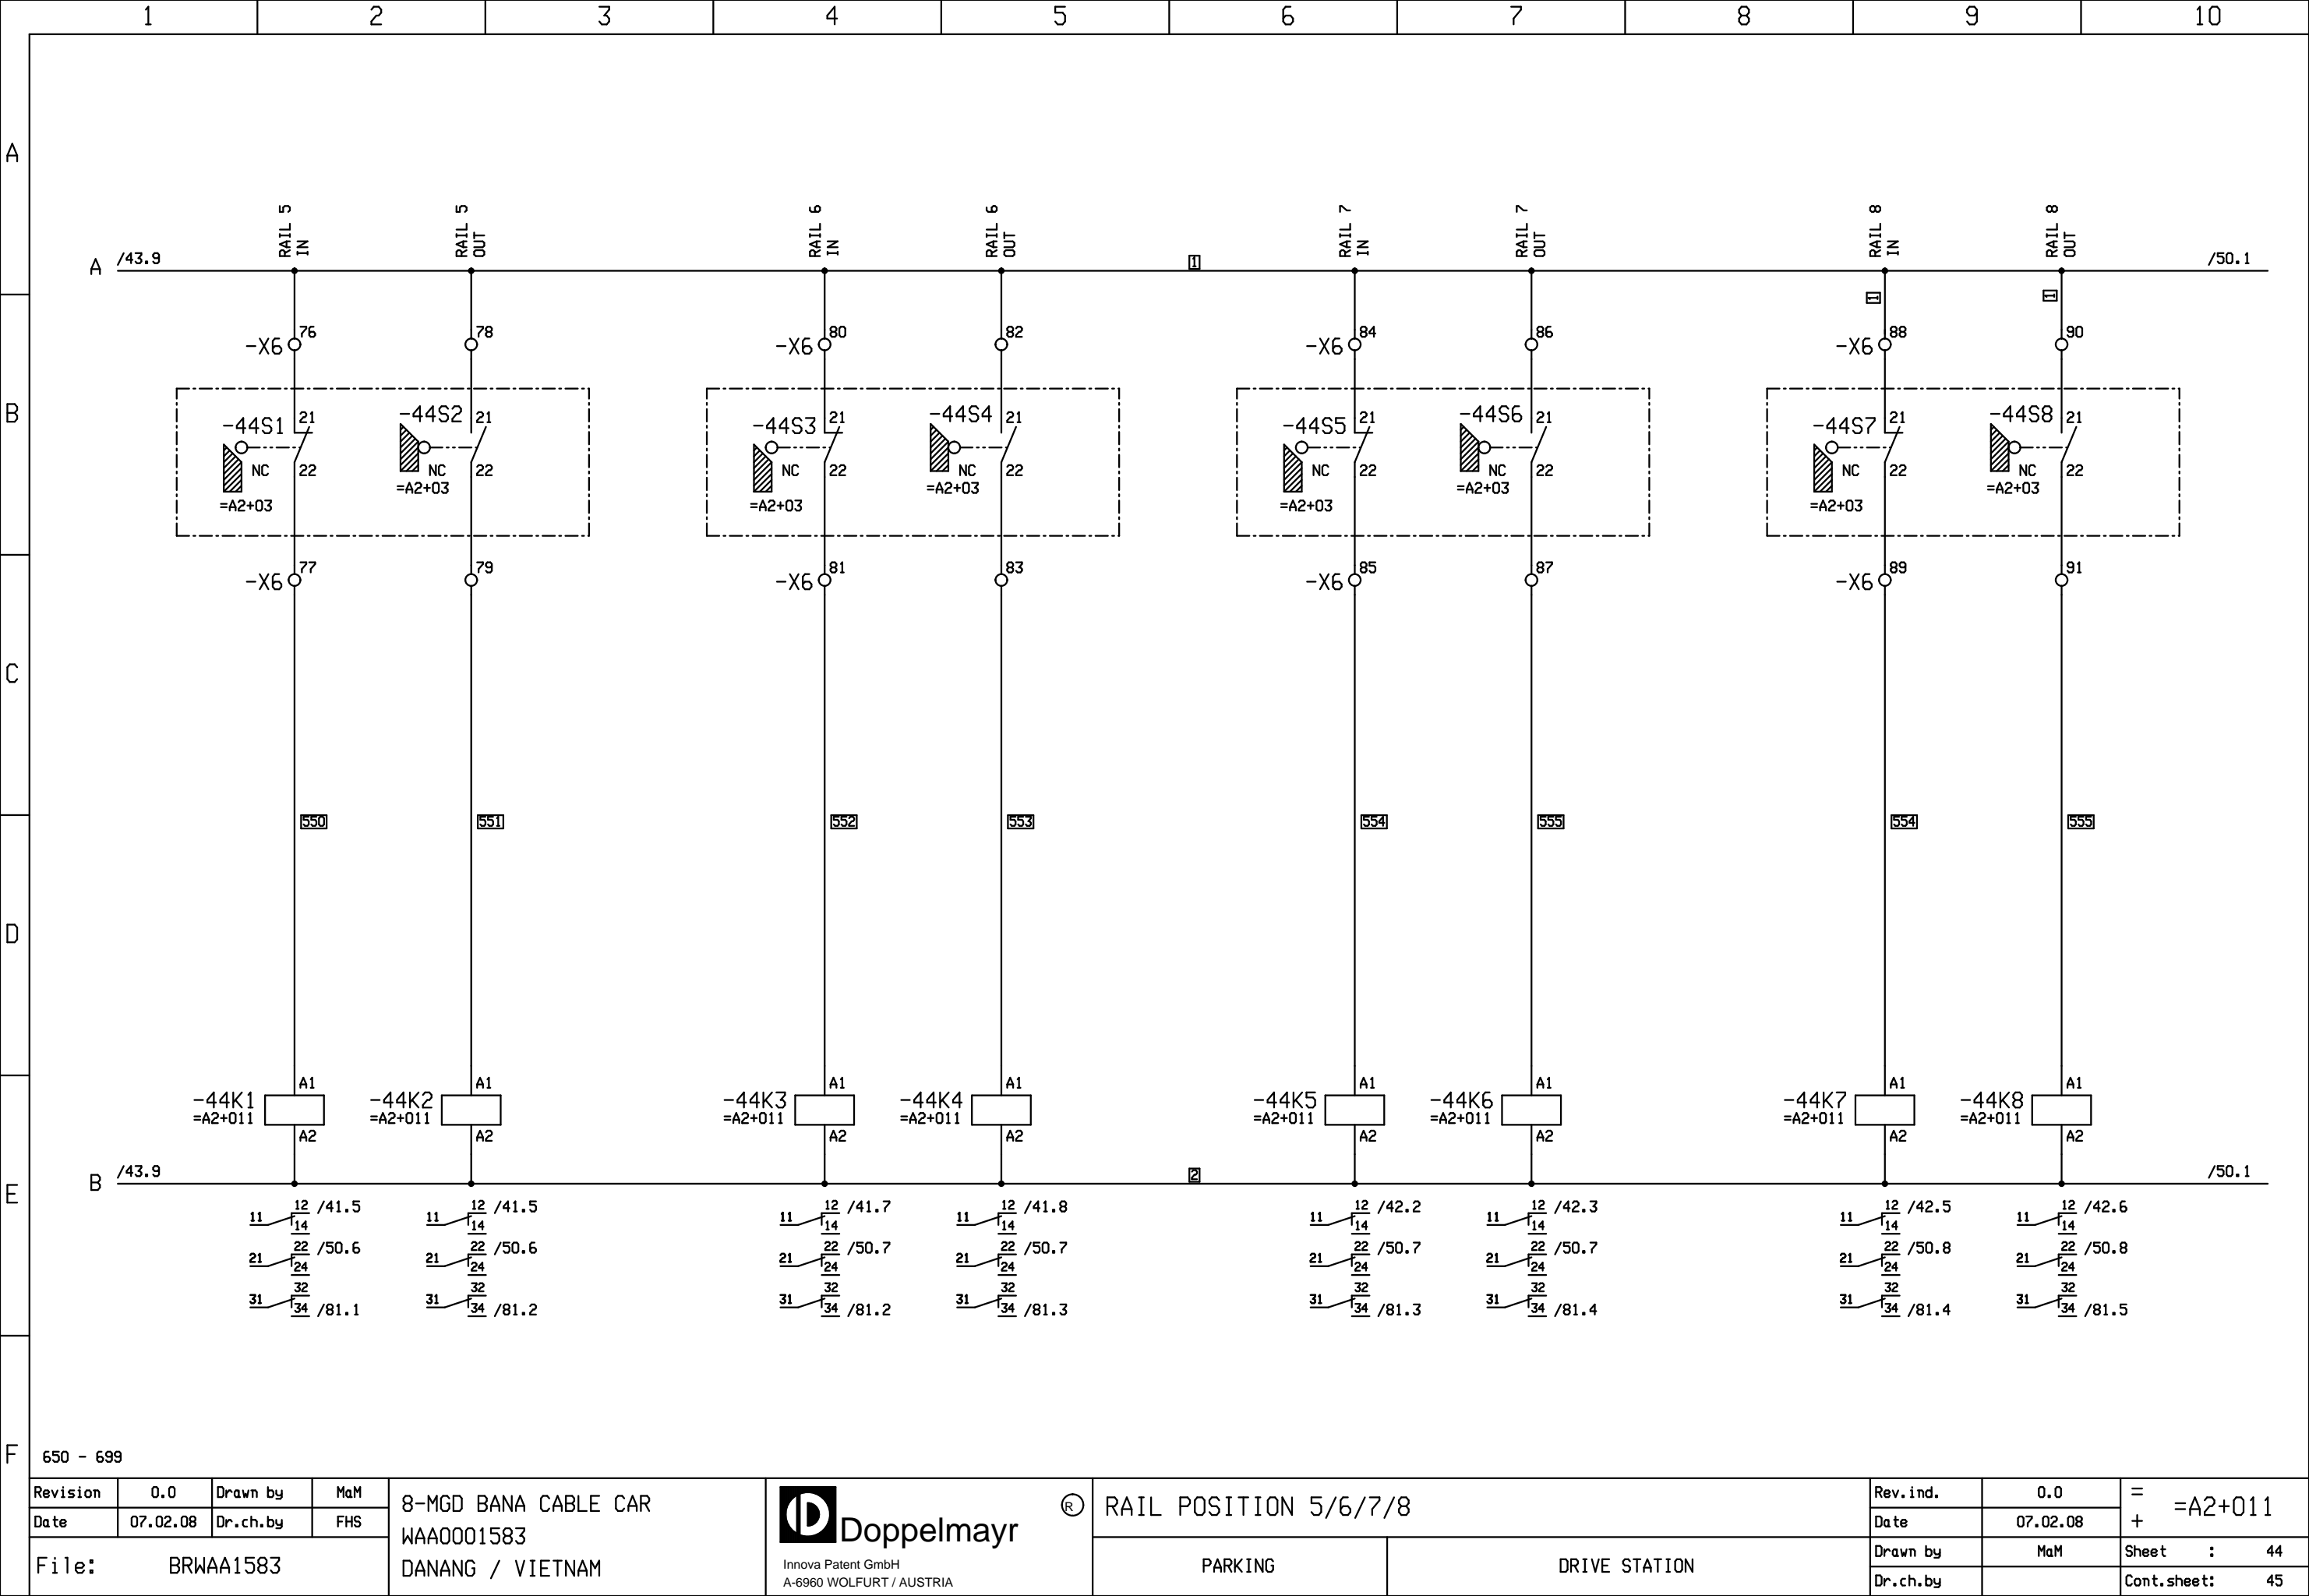 1 2 3 4 5 6 7 8 9 10
A
B
C
D
E
F
RAIL 5 IN
RAIL 5 OUT
RAIL 6 IN
RAIL 6 OUT
RAIL 7 IN
RAIL 7 OUT
RAIL 8 IN
RAIL 8 OUT
A /43.9 1 /50.1
1 1
-X6 76 78 -X6 80 82 -X6 84 86 -X6 88 90
-44S1 21 -44S2 21 -44S3 21 -44S4 21 -44S5 21 -44S6 21 -44S7 21 -44S8 21
NC 22 NC 22 NC 22 NC 22 NC 22 NC 22 NC 22 NC 22
=A2+03 =A2+03 =A2+03 =A2+03 =A2+03 =A2+03 =A2+03 =A2+03
-X6 77 79 -X6 81 83 -X6 85 87 -X6 89 91
550 551 552 553 554 555 554 555
A1 A1 A1 A1 A1 A1 A1 A1
-44K1 -44K2 -44K3 -44K4 -44K5 -44K6 -44K7 -44K8
=A2+011 =A2+011 =A2+011 =A2+011 =A2+011 =A2+011 =A2+011 =A2+011
A2 A2 A2 A2 A2 A2 A2 A2
B /43.9 2 /50.1
12 /41.5 12 /41.5 12 /41.7 12 /41.8 12 /42.2 12 /42.3 12 /42.5 12 /42.6
11 14 11 14 11 14 11 14 11 14 11 14 11 14 11 14
22 /50.6 22 /50.6 22 /50.7 22 /50.7 22 /50.7 22 /50.7 22 /50.8 22 /50.8
21 24 21 24 21 24 21 24 21 24 21 24 21 24 21 24
32 32 32 32 32 32 32 32
31 34 /81.1 31 34 /81.2 31 34 /81.2 31 34 /81.3 31 34 /81.3 31 34 /81.4 31 34 /81.4 31 34 /81.5
650 - 699
Revision 0.0 Drawn by MaM
Date 07.02.08 Dr.ch.by FHS
File: BRWAA1583
8-MGD BANA CABLE CAR
WAA0001583
DANANG / VIETNAM
Doppelmayr ®
Innova Patent GmbH
A-6960 WOLFURT / AUSTRIA
RAIL POSITION 5/6/7/8
PARKING DRIVE STATION
Rev.ind. 0.0
Date 07.02.08
Drawn by MaM
Dr.ch.by
= + =A2+011
Sheet : 44
Cont.sheet: 45